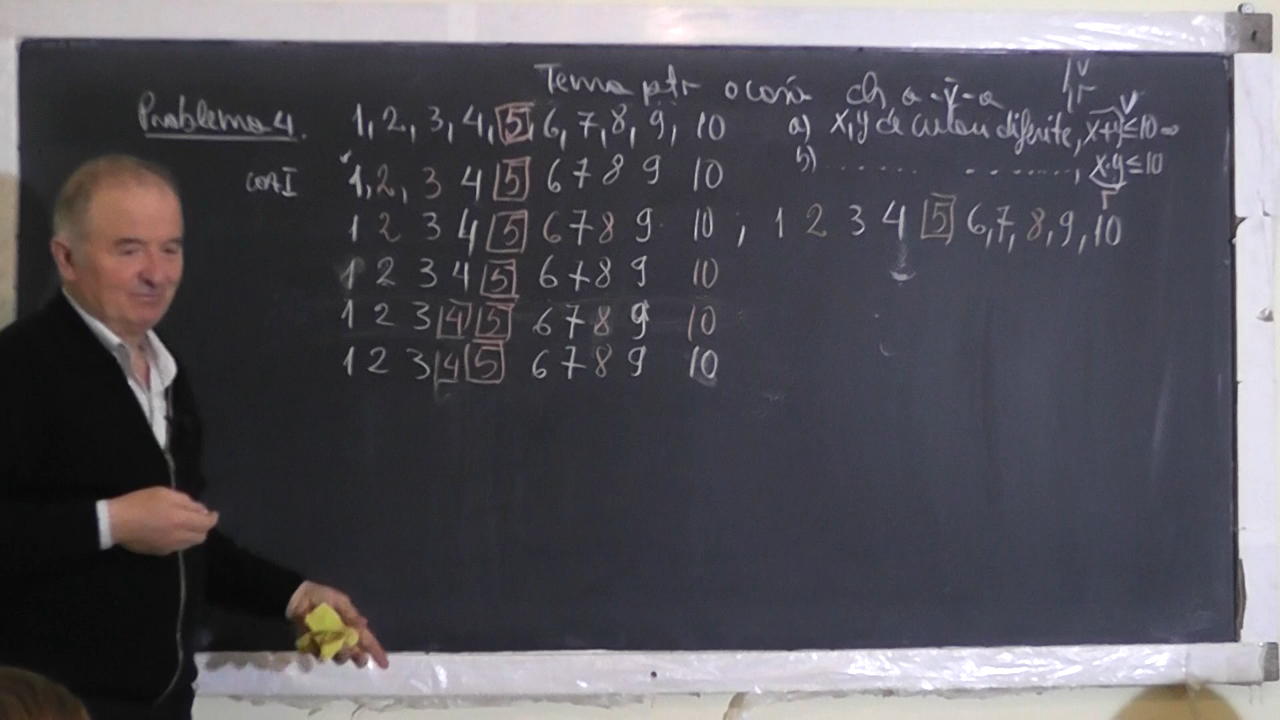 Tema ptr o coră cls a -V- a
Problema 4. 1, 2, 3, 4, 5, 6, 7, 8, 9, 10 a) x, y de culori diferite, x+y ≤ 10 V
b) ..... ......., x·y ≤ 10 r
caz I 1, 2, 3 4 5 6 7 8 9 10
1 2 3 4 5 6 7 8 9 10 ; 1 2 3 4 5 6, 7, 8, 9, 10
1 2 3 4 5 6 7 8 9 10
1 2 3 4 5 6 7 8 9 10
1 2 3 4 5 6 7 8 9 10